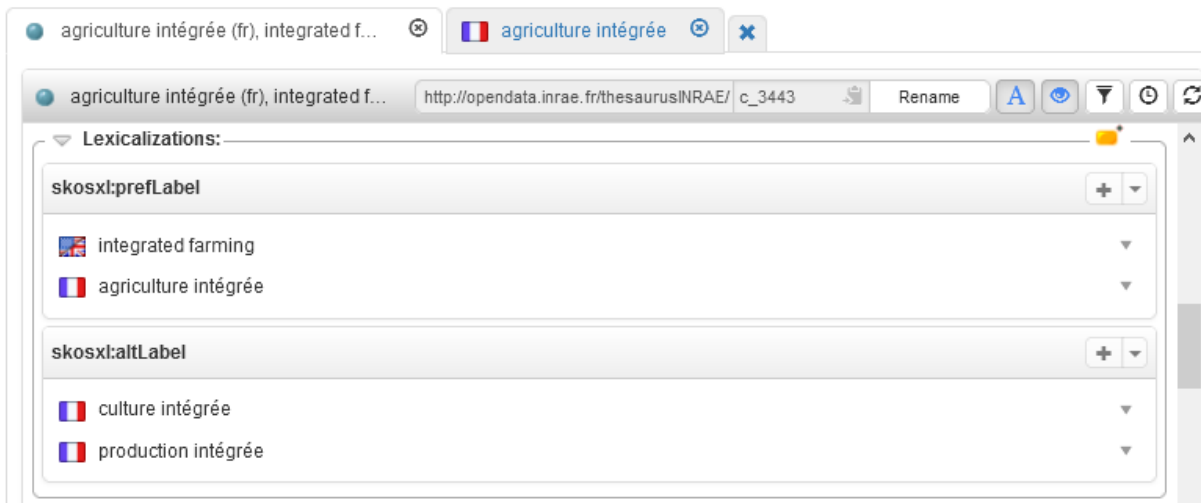 agriculture intégrée (fr), integrated f... agriculture intégrée
agriculture intégrée (fr), integrated f... http://opendata.inrae.fr/thesaurusINRAE/ c_3443 Rename A
Lexicalizations:
skosxl:prefLabel
integrated farming
agriculture intégrée
skosxl:altLabel
culture intégrée
production intégrée